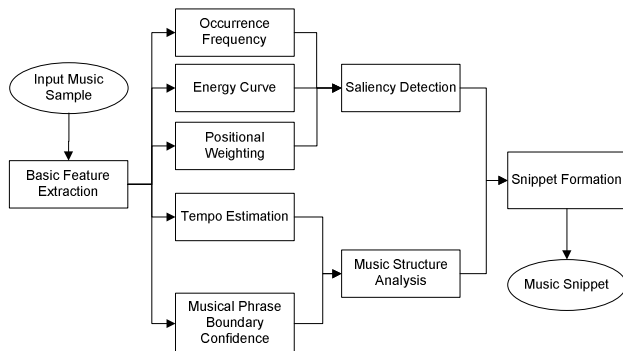 Input Music
Sample
Basic Feature
Extraction
Occurrence
Frequency
Energy Curve
Positional
Weighting
Tempo Estimation
Musical Phrase
Boundary
Confidence
Saliency Detection
Music Structure
Analysis
Snippet Formation
Music Snippet